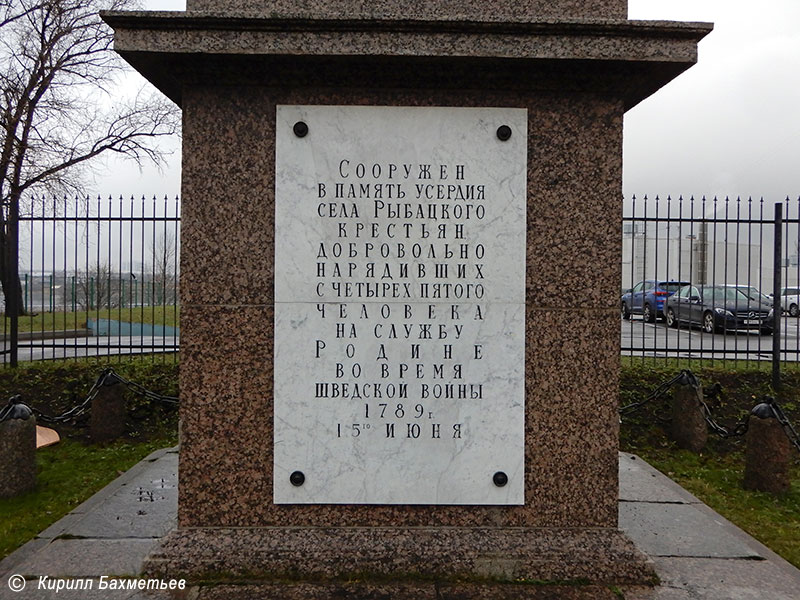 Сооружен
в память усердия
села Рыбацкого
крестьян
добровольно
нарядивших
с четырех пятого
человека
на службу
Родине
во время
шведской войны
1789 г.
15го июня
© Кирилл Бахметьев